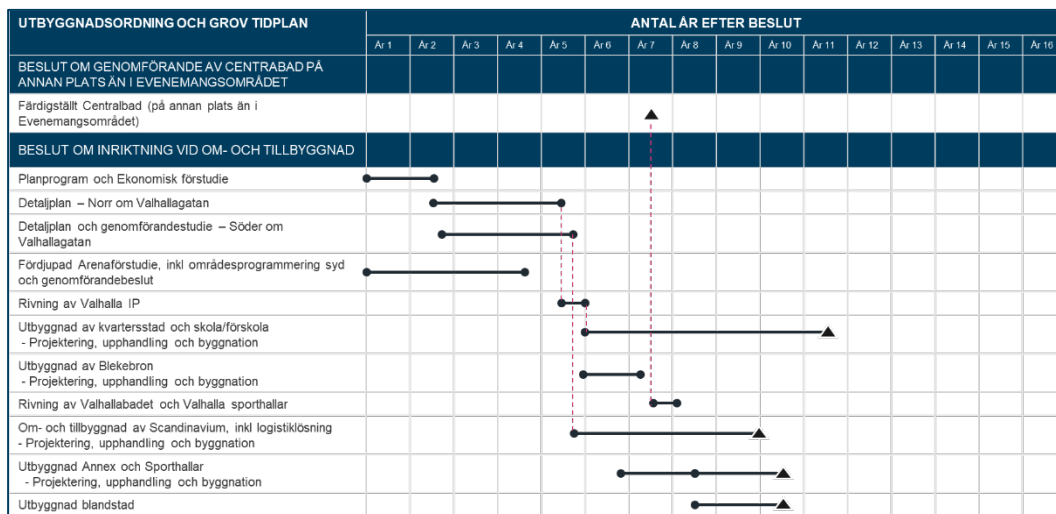 UTBYGGNADSORDNING OCH GROV TIDPLAN
ANTAL ÅR EFTER BESLUT
År 1 År 2 År 3 År 4 År 5 År 6 År 7 År 8 År 9 År 10 År 11 År 12 År 13 År 14 År 15 År 16
BESLUT OM GENOMFÖRANDE AV CENTRABAD PÅ
ANNAN PLATS ÄN I EVENEMANGSOMRÅDET
Färdigställt Centralbad (på annan plats än i
Evenemangsområdet)
BESLUT OM INRIKTNING VID OM- OCH TILLBYGGNAD
Planprogram och Ekonomisk förstudie
Detaljplan – Norr om Valhallagatan
Detaljplan och genomförandestudie – Söder om
Valhallagatan
Fördjupad Arenaförstudie, inkl områdesprogrammering syd
och genomförandebeslut
Rivning av Valhalla IP
Utbyggnad av kvartersstad och skola/förskola
- Projektering, upphandling och byggnation
Utbyggnad av Blekebron
- Projektering, upphandling och byggnation
Rivning av Valhallabadet och Valhalla sporthallar
Om- och tillbyggnad av Scandinavium, inkl logistiklösning
- Projektering, upphandling och byggnation
Utbyggnad Annex och Sporthallar
- Projektering, upphandling och byggnation
Utbyggnad blandstad